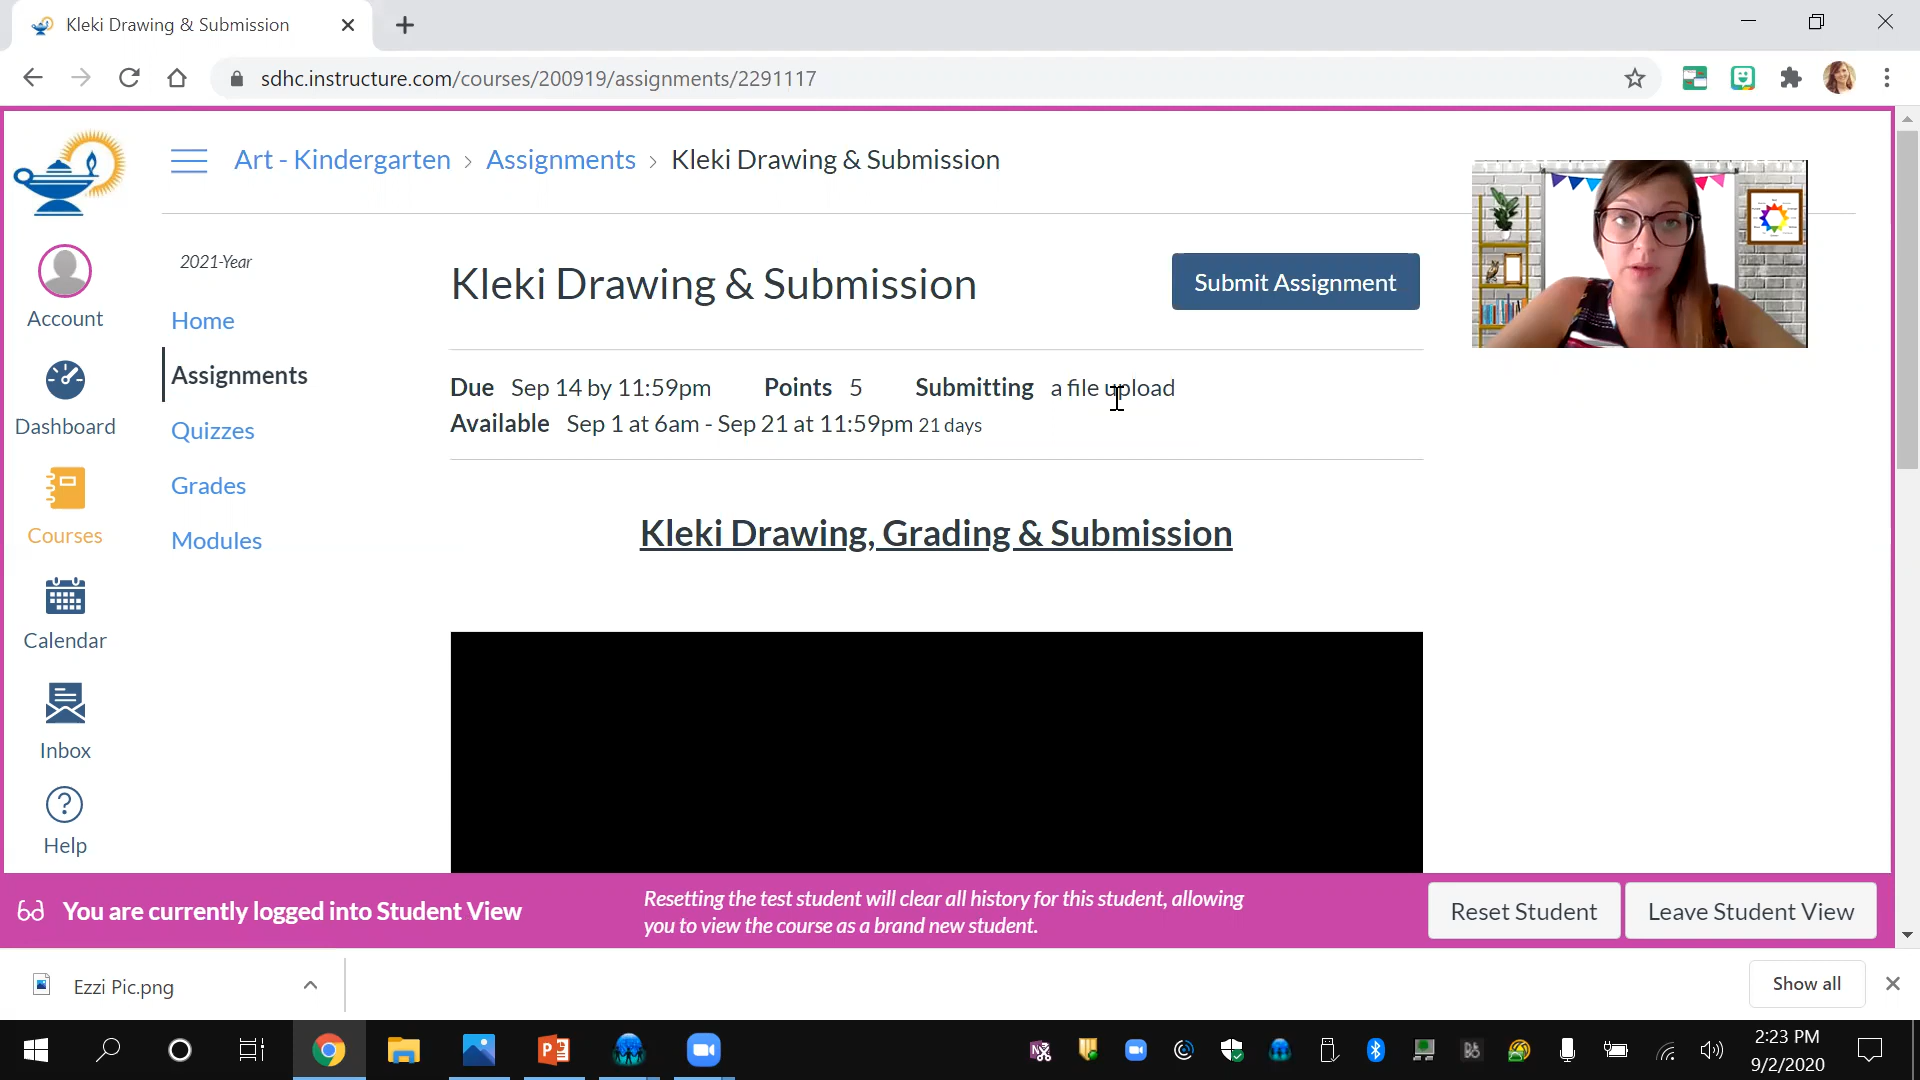 Kleki Drawing & Submission
sdhc.instructure.com/courses/200919/assignments/2291117
Art - Kindergarten > Assignments > Kleki Drawing & Submission
2021-Year
Kleki Drawing & Submission
Submit Assignment
Account
Home
Due Sep 14 by 11:59pm Points 5 Submitting a file upload
Assignments
Available Sep 1 at 6am - Sep 21 at 11:59pm 21 days
Dashboard
Quizzes
Grades
Courses
Kleki Drawing, Grading & Submission
Modules
Calendar
Inbox
Help
You are currently logged into Student View
Resetting the test student will clear all history for this student, allowing
you to view the course as a brand new student.
Reset Student
Leave Student View
Ezzi Pic.png
Show all
2:23 PM
9/2/2020